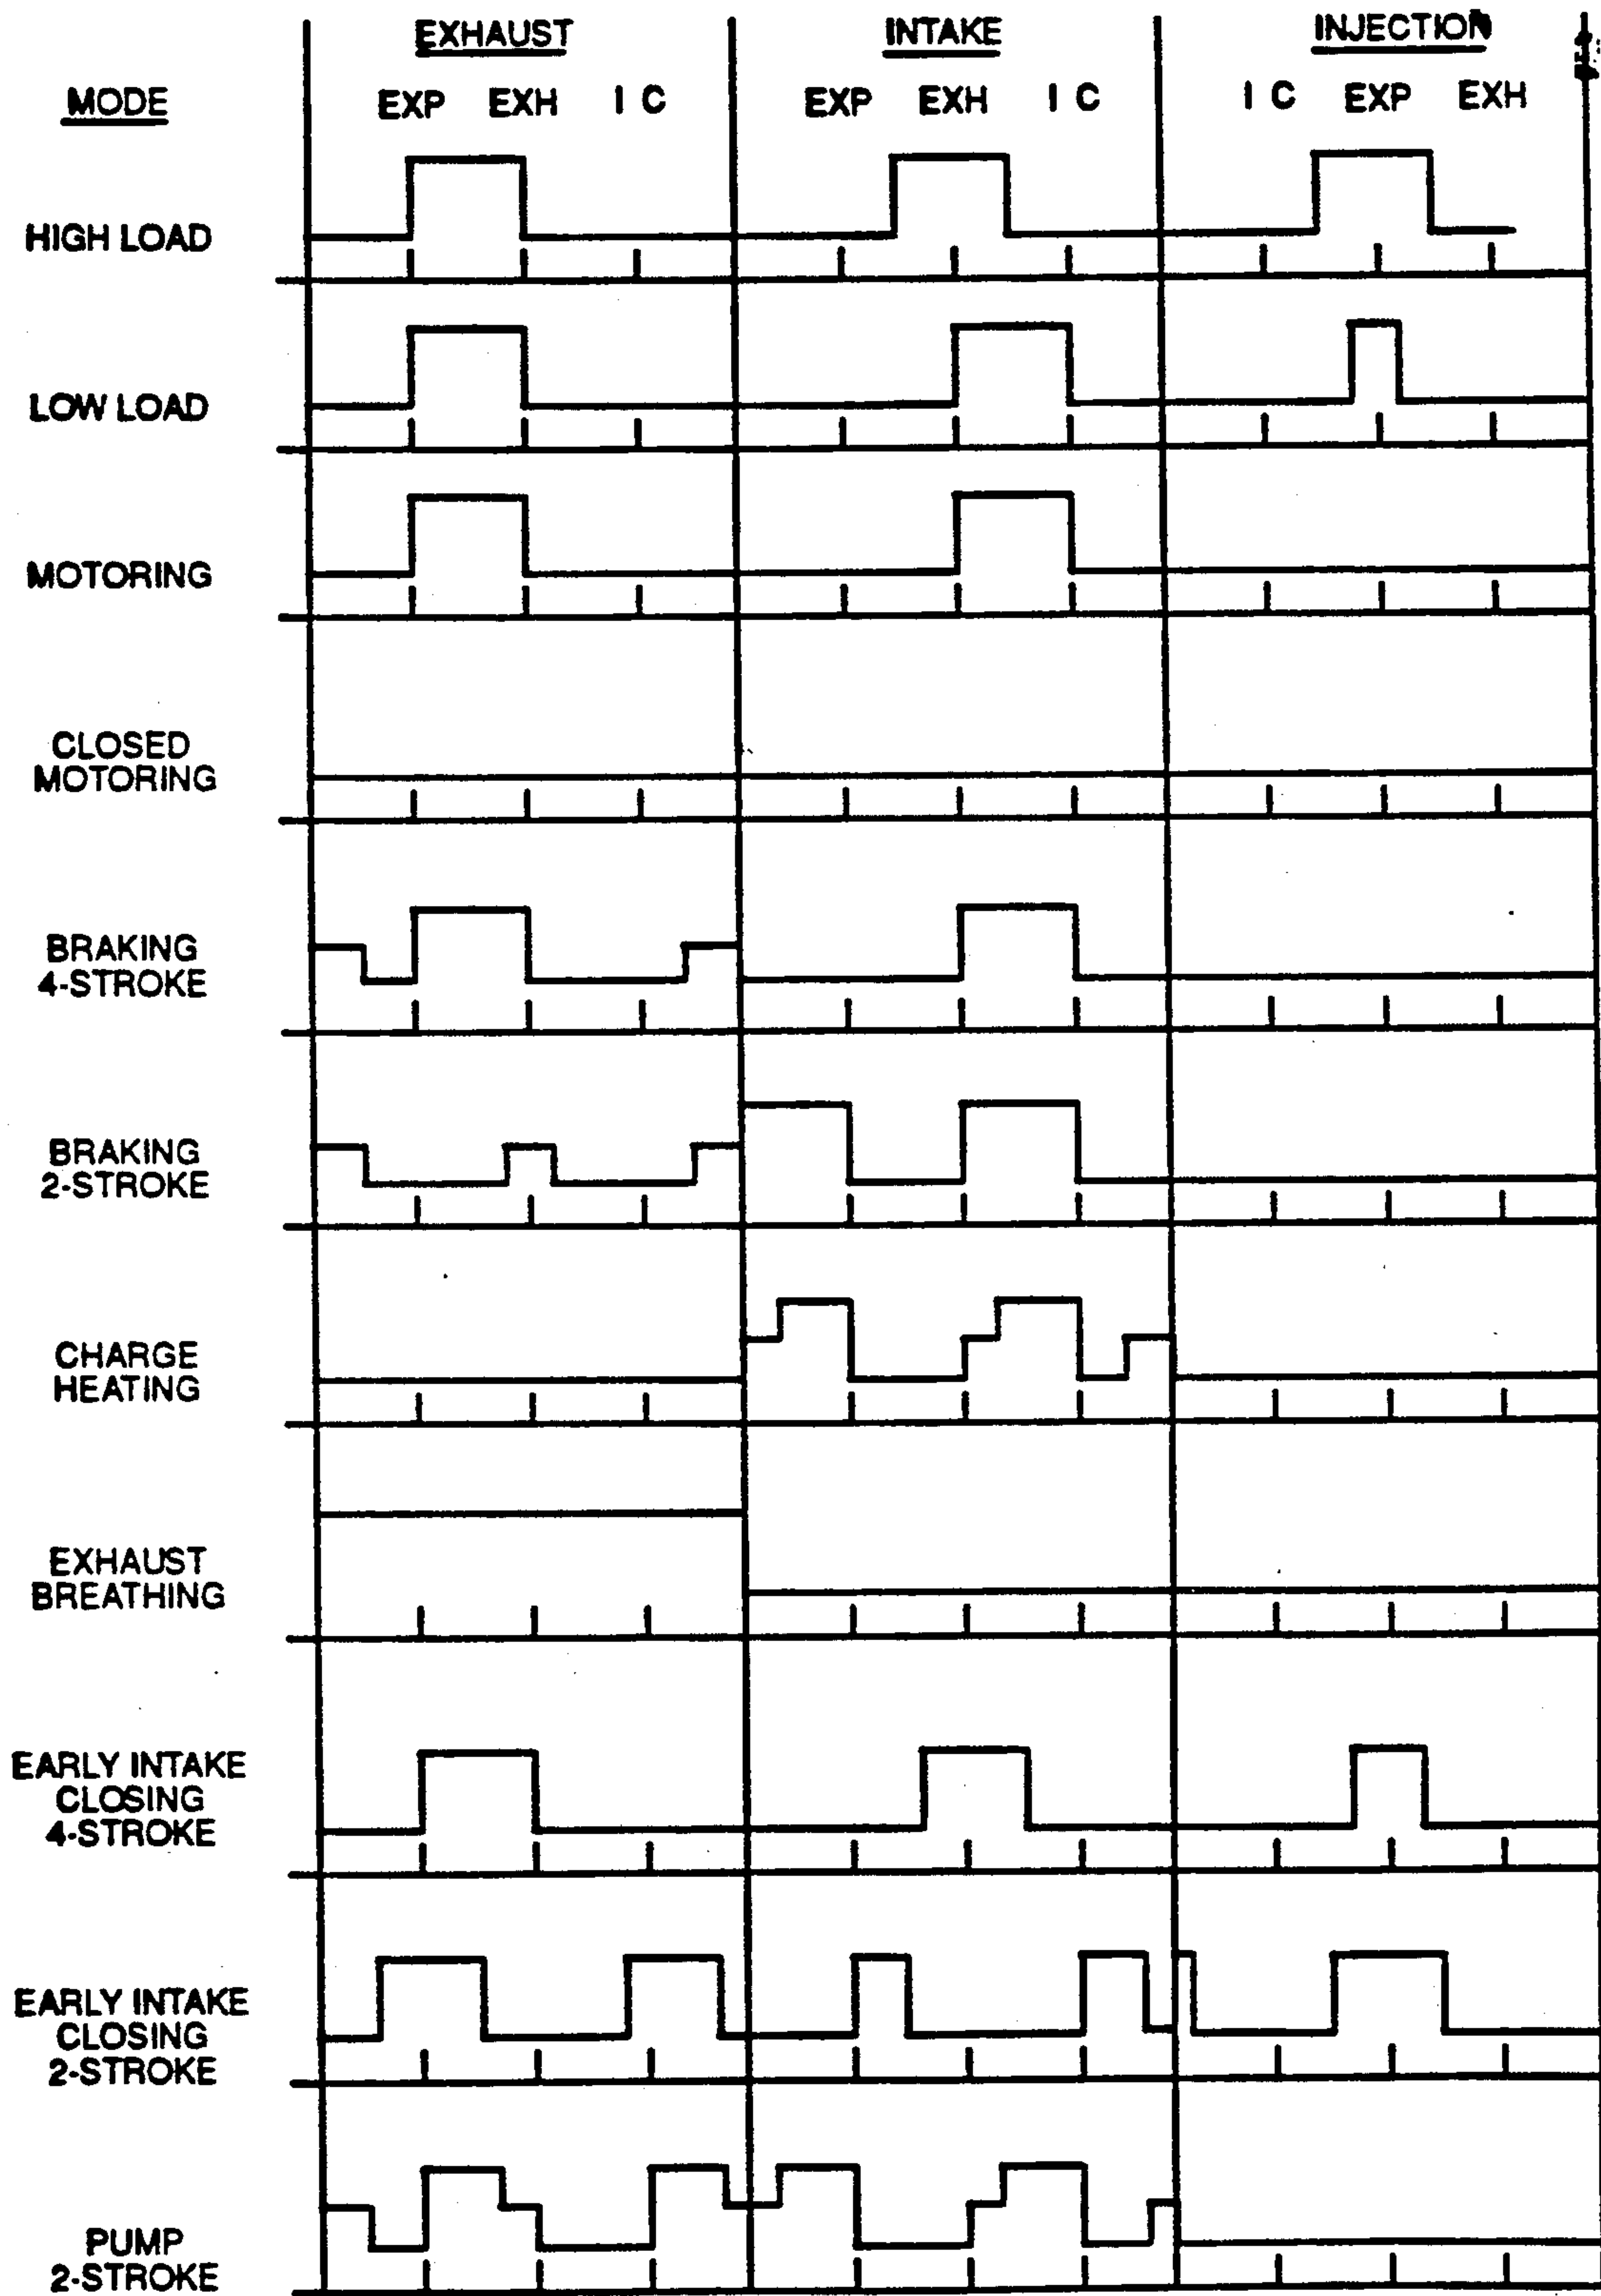 EXHAUST INTAKE INJECTION
MODE EXP EXH I C EXP EXH I C I C EXP EXH
HIGH LOAD
LOW LOAD
MOTORING
CLOSED
MOTORING
BRAKING
4-STROKE
BRAKING
2-STROKE
CHARGE
HEATING
EXHAUST
BREATHING
EARLY INTAKE
CLOSING
4-STROKE
EARLY INTAKE
CLOSING
2-STROKE
PUMP
2-STROKE